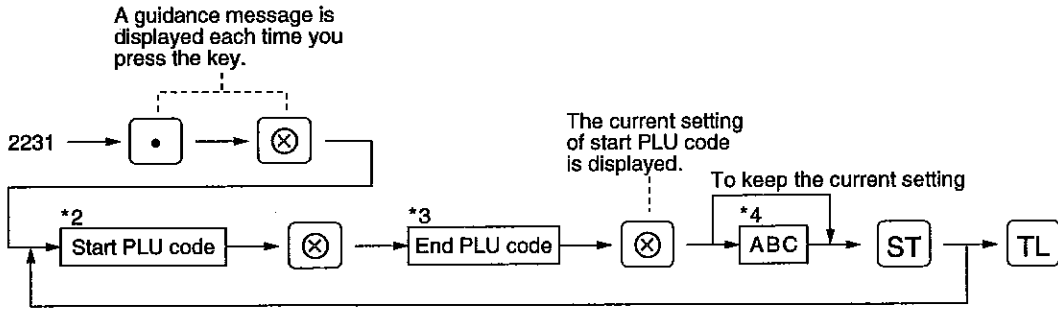 A guidance message is
displayed each time you
press the key.
2231 • ⊗
The current setting
of start PLU code
is displayed.
To keep the current setting
*2 *3 *4
Start PLU code ⊗ End PLU code ⊗ ABC ST TL